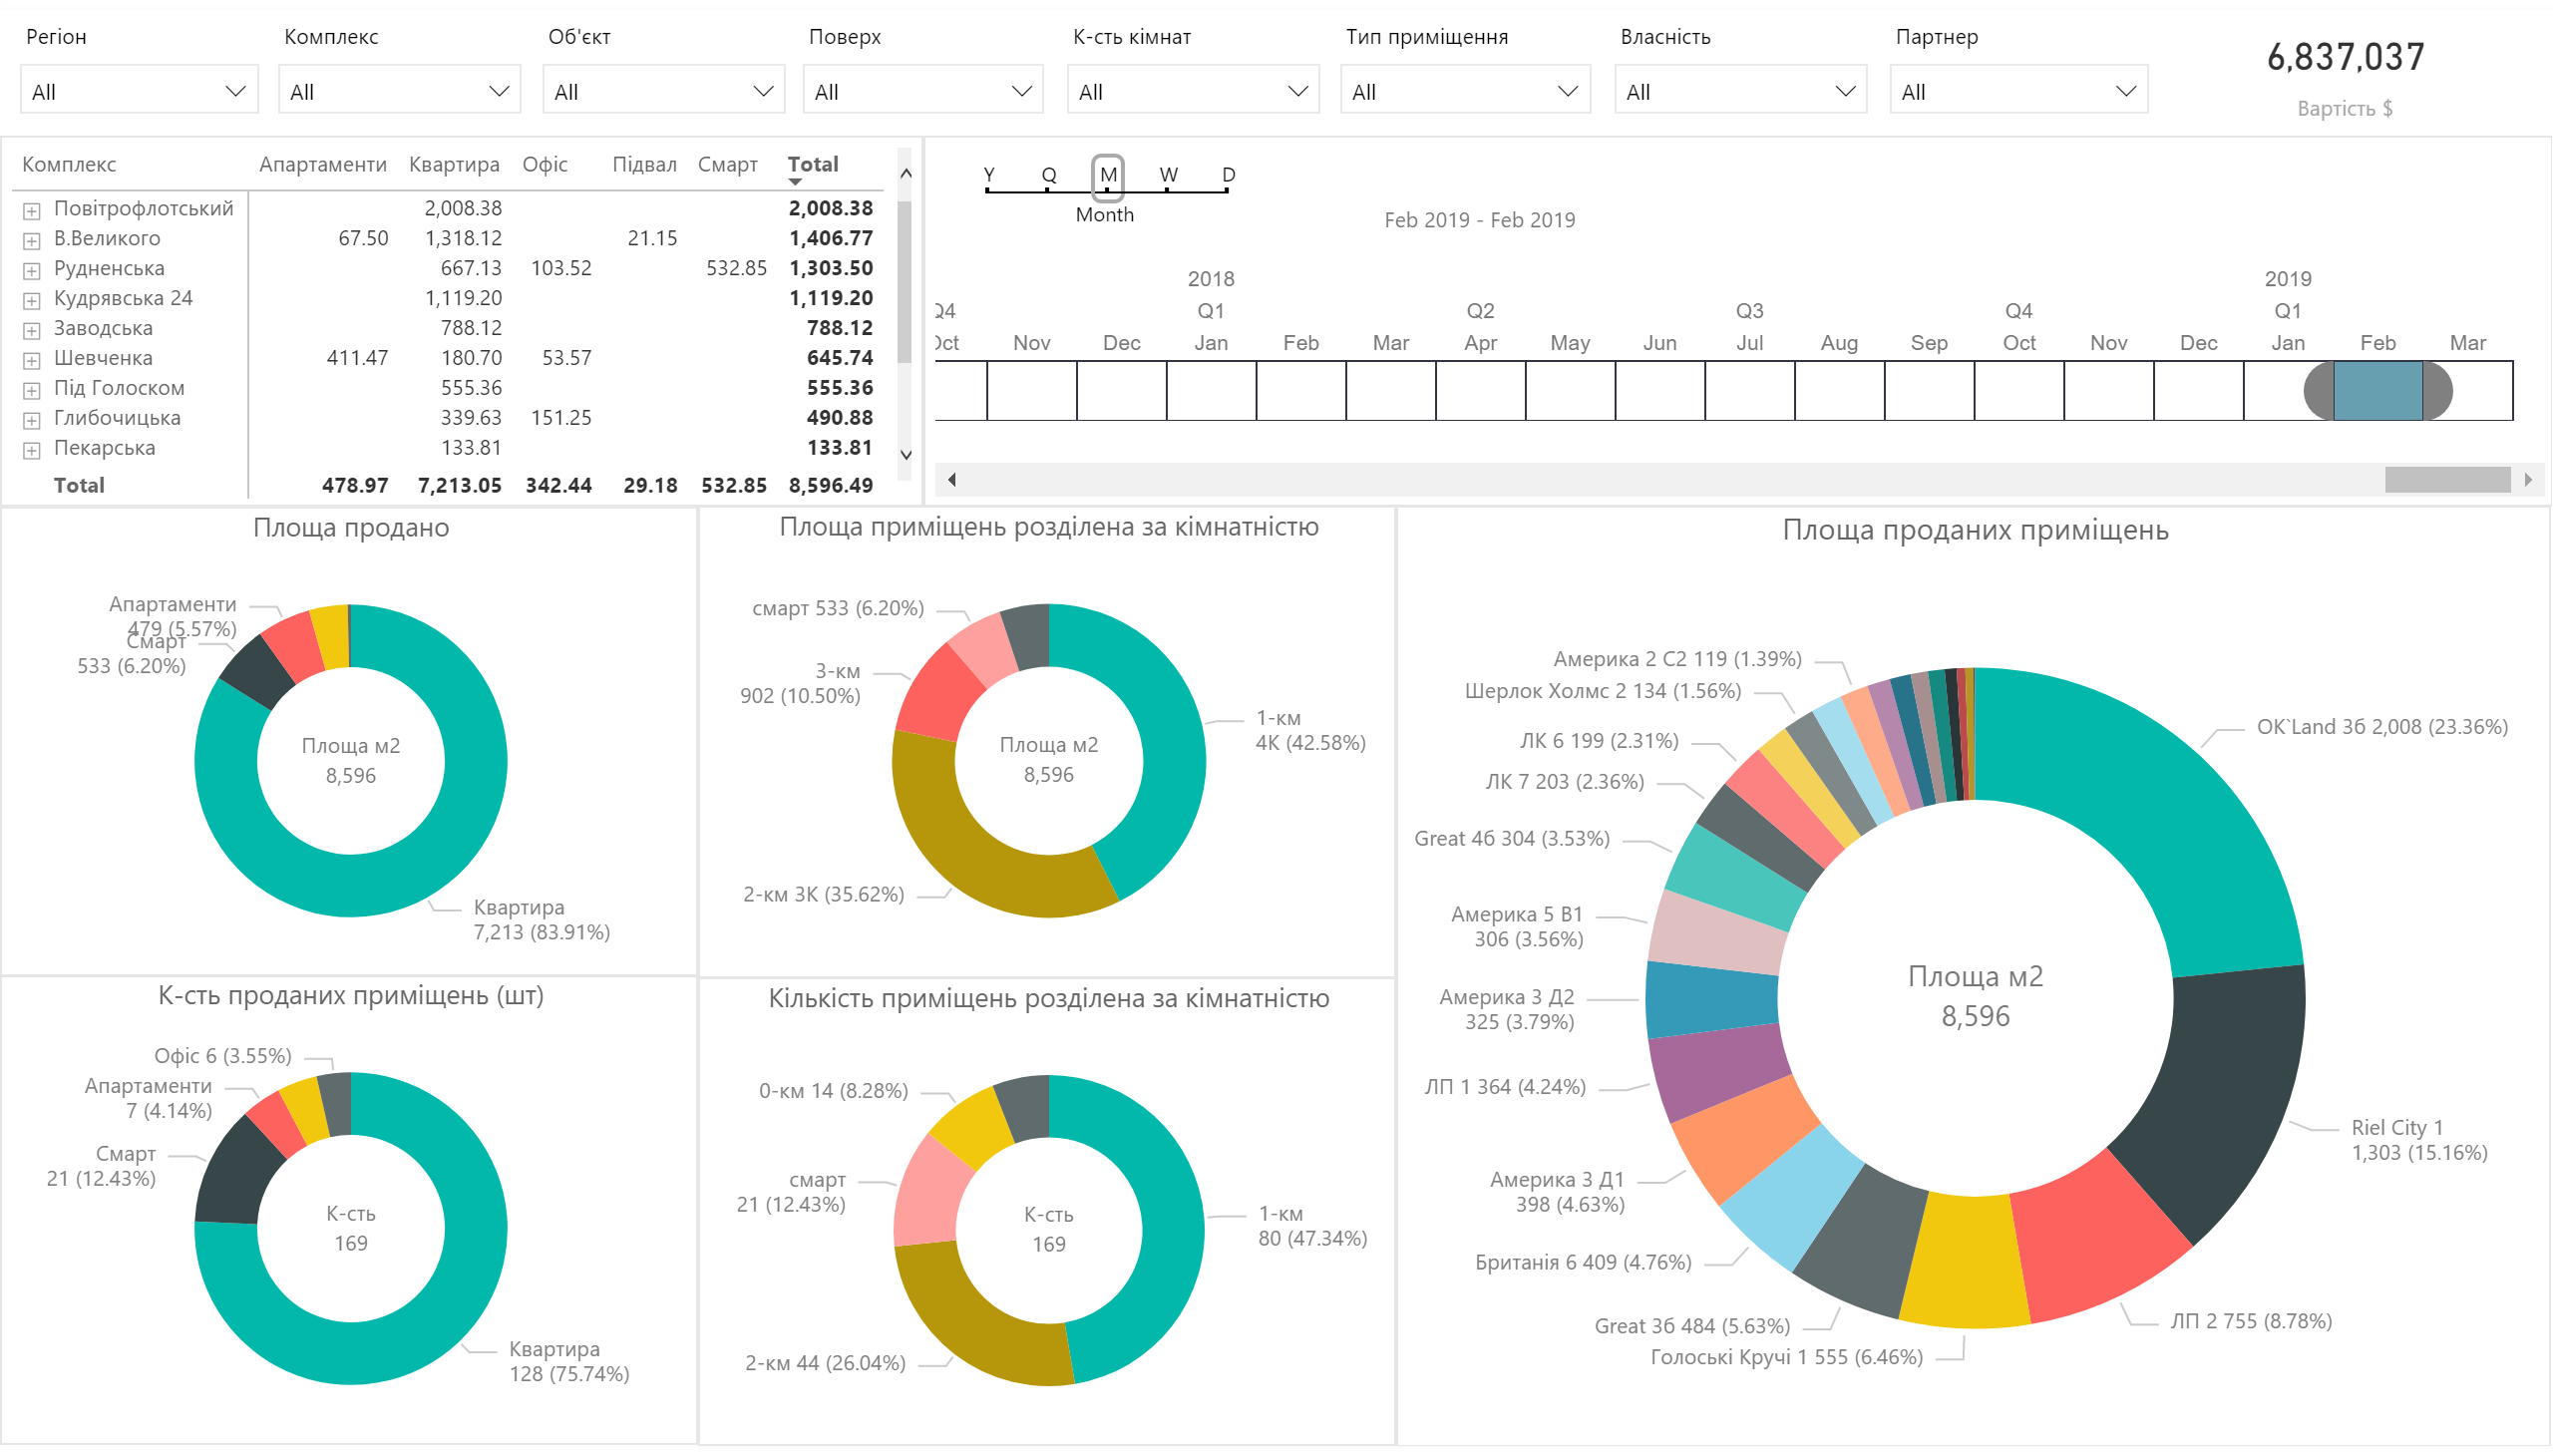 Регіон
Комплекс
Об'єкт
Поверх
К-сть кімнат
Тип приміщення
Власність
Партнер
All
All
All
All
All
All
All
All
6,837,037
Вартість $
Комплекс Апартаменти Квартира Офіс Підвал Смарт Total
Повітрофлотський 2,008.38 2,008.38
В.Великого 67.50 1,318.12 21.15 1,406.77
Рудненська 667.13 103.52 532.85 1,303.50
Кудрявська 24 1,119.20 1,119.20
Заводська 788.12 788.12
Шевченка 411.47 180.70 53.57 645.74
Під Голоском 555.36 555.36
Глибочицька 339.63 151.25 490.88
Пекарська 133.81 133.81
Total 478.97 7,213.05 342.44 29.18 532.85 8,596.49
Y Q M W D
Month
Feb 2019 - Feb 2019
2018 2019
Q4 Q1 Q2 Q3 Q4 Q1
Oct Nov Dec Jan Feb Mar Apr May Jun Jul Aug Sep Oct Nov Dec Jan Feb Mar
Площа продано
Апартаменти
479 (5.57%)
Смарт
533 (6.20%)
Площа м2
8,596
Квартира
7,213 (83.91%)
Площа приміщень розділена за кімнатністю
смарт 533 (6.20%)
3-км
902 (10.50%)
1-км
4K (42.58%)
Площа м2
8,596
2-км 3K (35.62%)
Площа проданих приміщень
Америка 2 С2 119 (1.39%)
Шерлок Холмс 2 134 (1.56%)
ЛК 6 199 (2.31%)
ЛК 7 203 (2.36%)
Great 4б 304 (3.53%)
Америка 5 В1
306 (3.56%)
Америка 3 Д2
325 (3.79%)
ЛП 1 364 (4.24%)
Америка 3 Д1
398 (4.63%)
Британія 6 409 (4.76%)
Great 3б 484 (5.63%)
Голоські Кручі 1 555 (6.46%)
ЛП 2 755 (8.78%)
Riel City 1
1,303 (15.16%)
OK`Land 3б 2,008 (23.36%)
Площа м2
8,596
К-сть проданих приміщень (шт)
Офіс 6 (3.55%)
Апартаменти
7 (4.14%)
Смарт
21 (12.43%)
К-сть
169
Квартира
128 (75.74%)
Кількість приміщень розділена за кімнатністю
0-км 14 (8.28%)
смарт
21 (12.43%)
1-км
80 (47.34%)
К-сть
169
2-км 44 (26.04%)